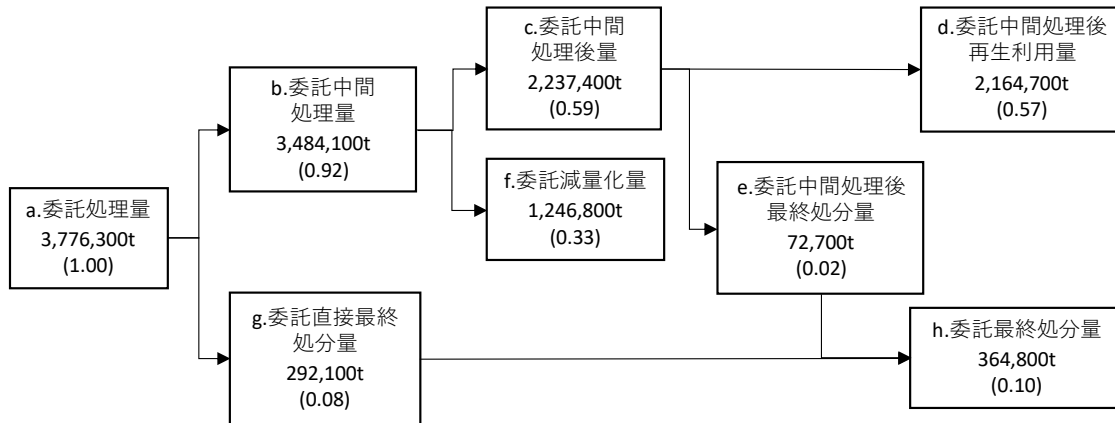 a.委託処理量
3,776,300t
(1.00)
b.委託中間
処理量
3,484,100t
(0.92)
c.委託中間
処理後量
2,237,400t
(0.59)
d.委託中間処理後
再生利用量
2,164,700t
(0.57)
f.委託減量化量
1,246,800t
(0.33)
e.委託中間処理後
最終処分量
72,700t
(0.02)
g.委託直接最終
処分量
292,100t
(0.08)
h.委託最終処分量
364,800t
(0.10)